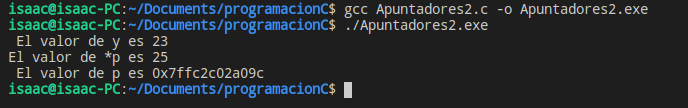 isaac@isaac-PC:~/Documents/programacionC$ gcc Apuntadores2.c -o Apuntadores2.exe
isaac@isaac-PC:~/Documents/programacionC$ ./Apuntadores2.exe
 El valor de y es 23
El valor de *p es 25
 El valor de p es 0x7ffc2c02a09c
isaac@isaac-PC:~/Documents/programacionC$